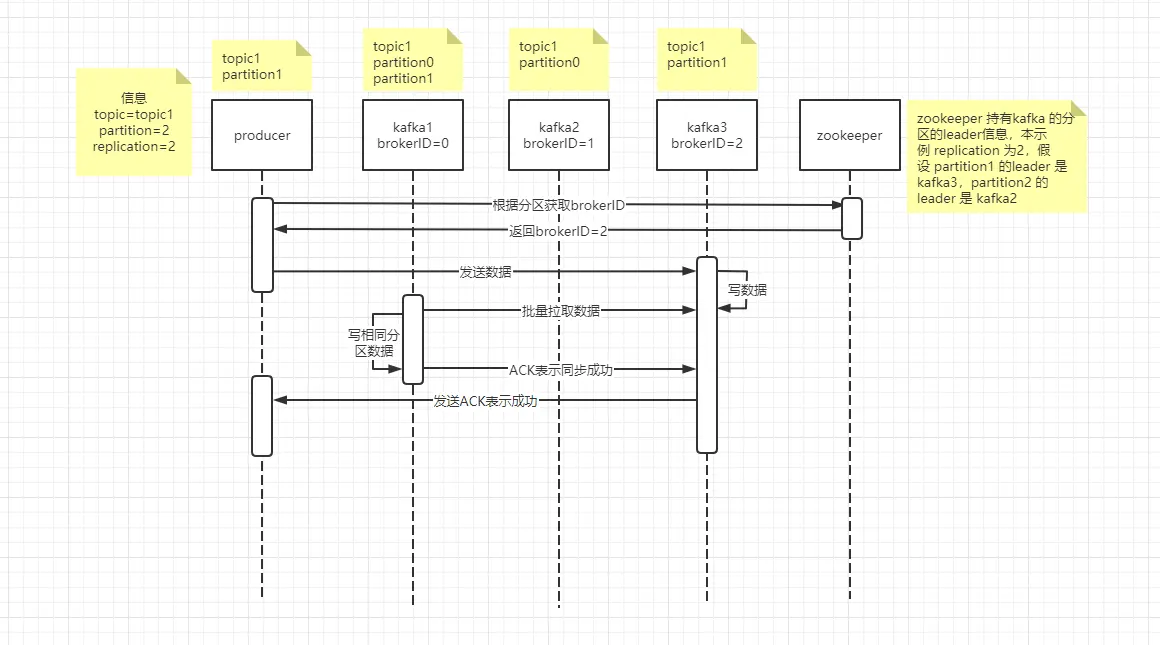 信息
topic=topic1
partition=2
replication=2
topic1
partition1
topic1
partition0
partition1
topic1
partition0
topic1
partition1
producer
kafka1
brokerID=0
kafka2
brokerID=1
kafka3
brokerID=2
zookeeper
zookeeper 持有kafka 的分
区的leader信息，本示
例 replication 为2，假
设 partition1 的leader 是
kafka3，partition2 的
leader 是 kafka2
根据分区获取brokerID
返回brokerID=2
发送数据
写数据
批量拉取数据
写相同分
区数据
ACK表示同步成功
发送ACK表示成功